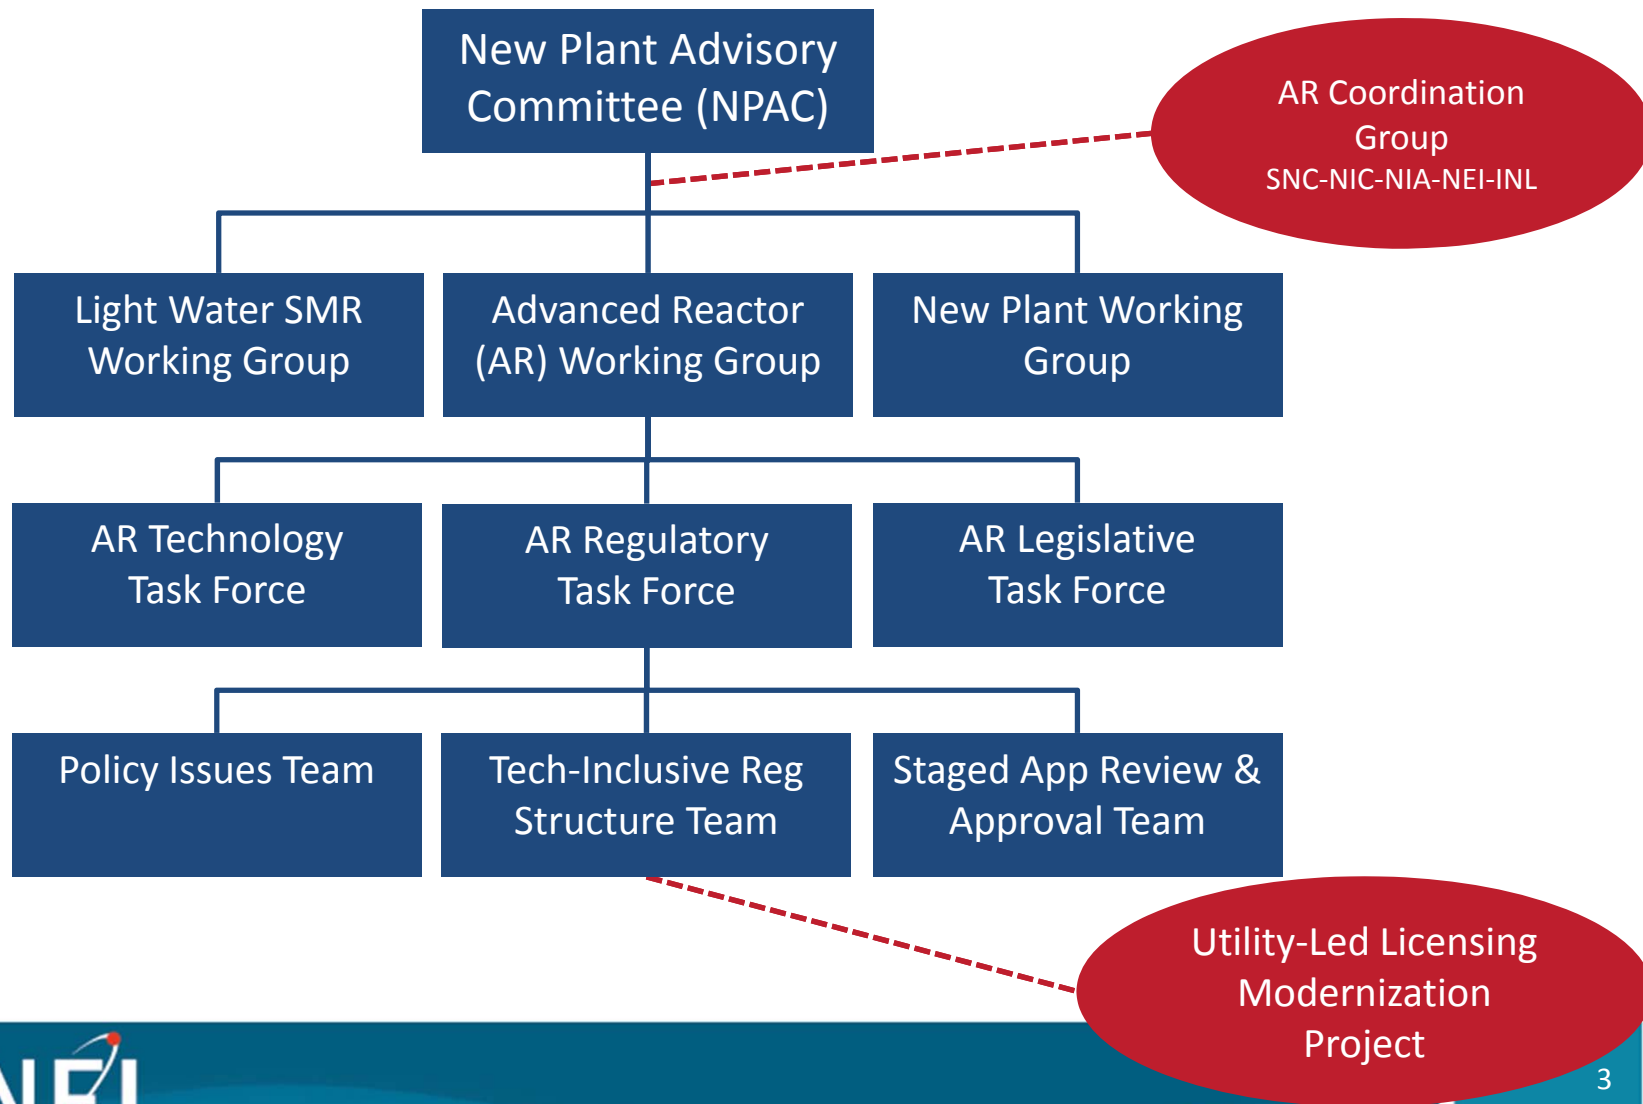 New Plant Advisory
Committee (NPAC)
AR Coordination
Group
SNC-NIC-NIA-NEI-INL
Light Water SMR
Working Group
Advanced Reactor
(AR) Working Group
New Plant Working
Group
AR Technology
Task Force
AR Regulatory
Task Force
AR Legislative
Task Force
Policy Issues Team
Tech-Inclusive Reg
Structure Team
Staged App Review &
Approval Team
Utility-Led Licensing
Modernization
Project
NEI
3